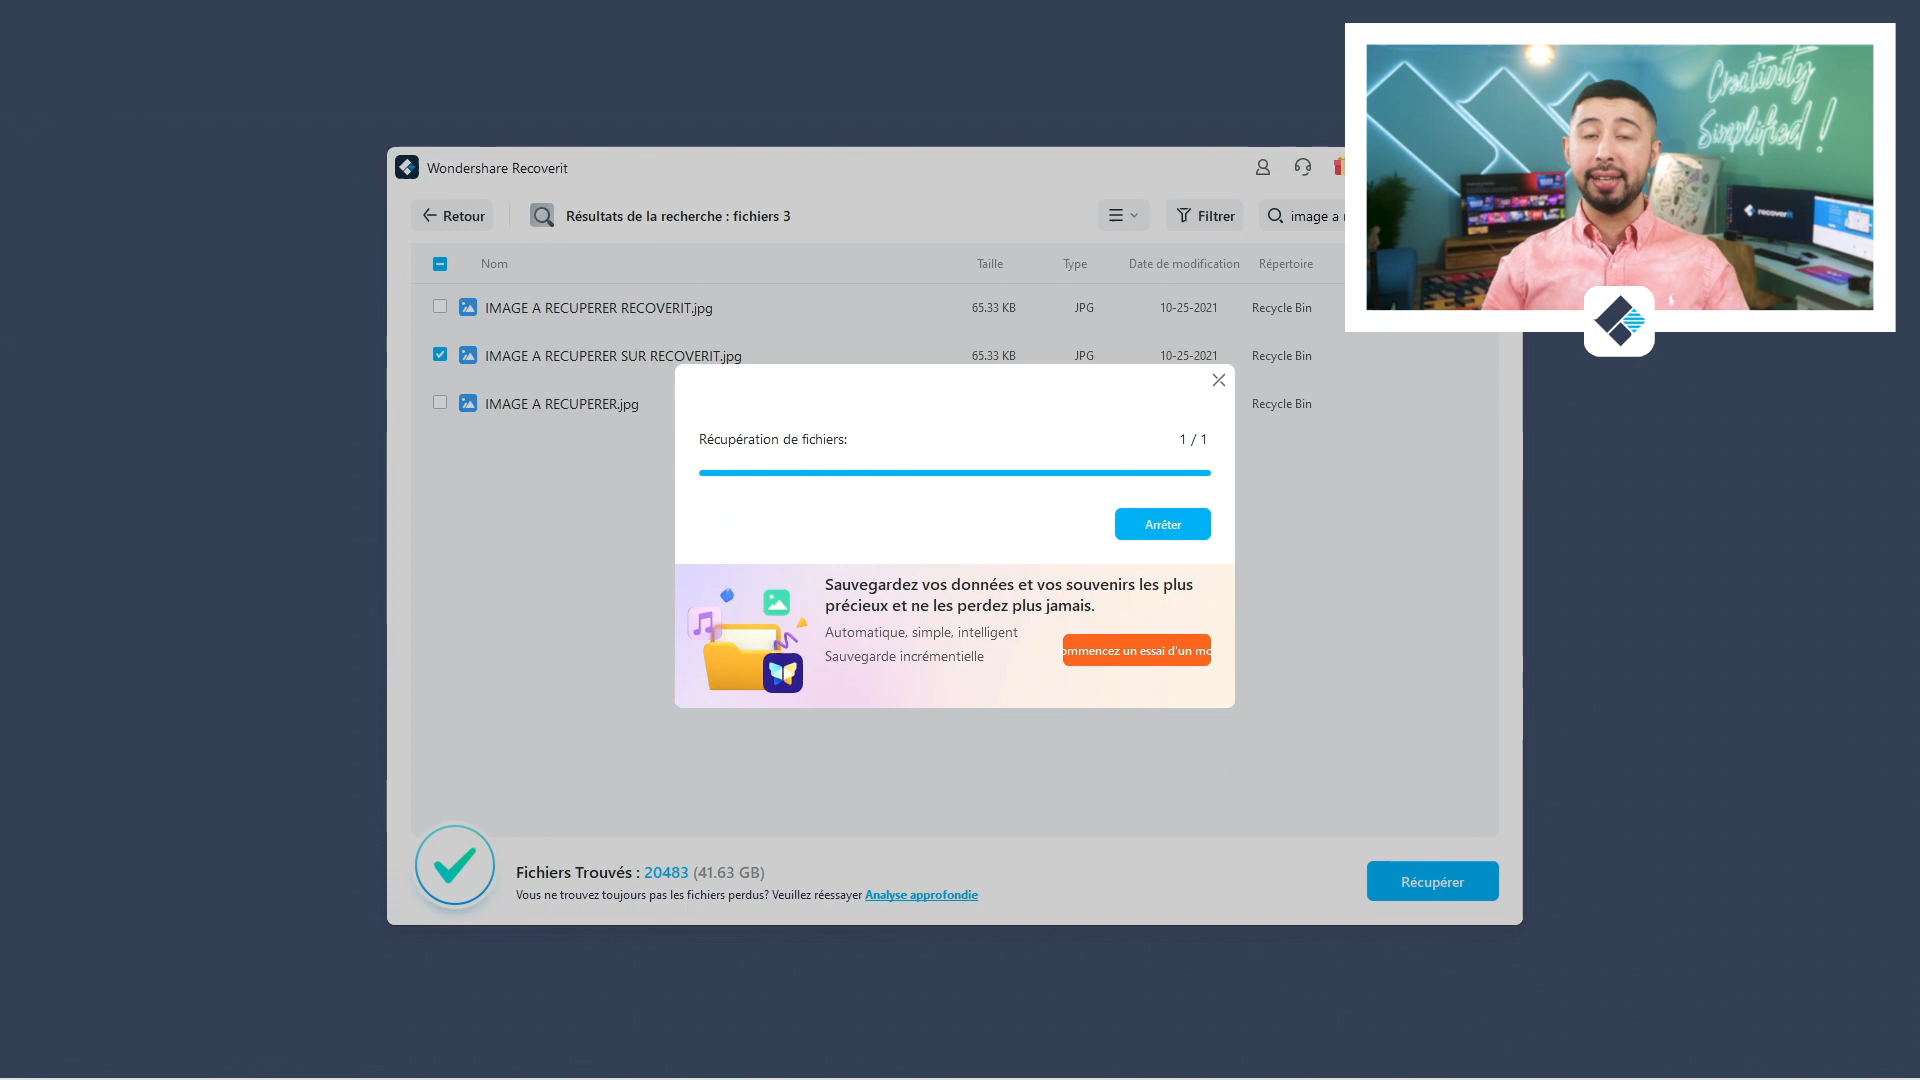 Wondershare Recoverit
Retour
Résultats de la recherche : fichiers 3
Filtrer
image a
Nom
Taille
Type
Date de modification
Répertoire
IMAGE A RECUPERER RECOVERIT.jpg
65.33 KB
JPG
10-25-2021
Recycle Bin
IMAGE A RECUPERER SUR RECOVERIT.jpg
65.33 KB
JPG
10-25-2021
Recycle Bin
IMAGE A RECUPERER.jpg
Recycle Bin
Récupération de fichiers:
1 / 1
Arrêter
Sauvegardez vos données et vos souvenirs les plus
précieux et ne les perdez plus jamais.
Automatique, simple, intelligent
Sauvegarde incrémentielle
ommencez un essai d'un mo
Fichiers Trouvés : 20483 (41.63 GB)
Vous ne trouvez toujours pas les fichiers perdus? Veuillez réessayer Analyse approfondie
Récupérer
Creativity
Simplified !
recoverit